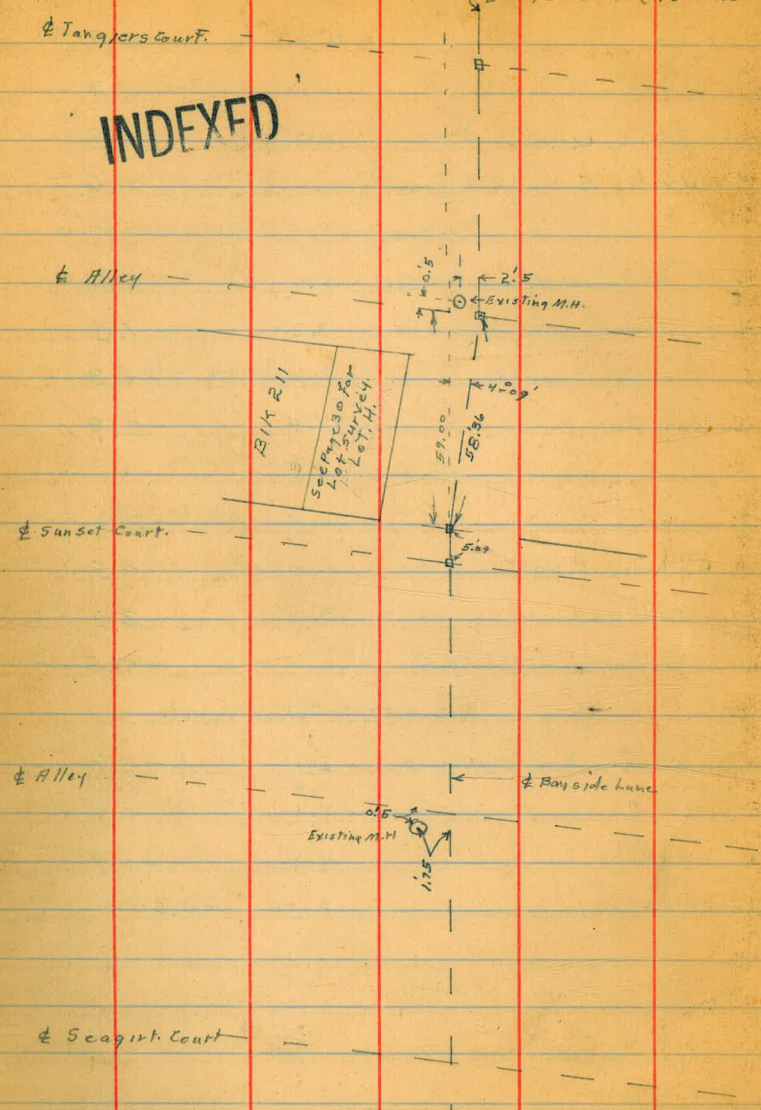 ℄ Tangiers Court.
INDEXED
℄ Alley
0.'5
2.'5
Existing M.H.
4°09'
Blk 211
See Page 30 For
Lot Survey.
Lot, H.
59.00
58.'36
℄ Sunset Court.
5.'09
℄ Alley
℄ Bayside Lane
0.'5
Existing M.H
1.'75
℄ Seagirt. Court